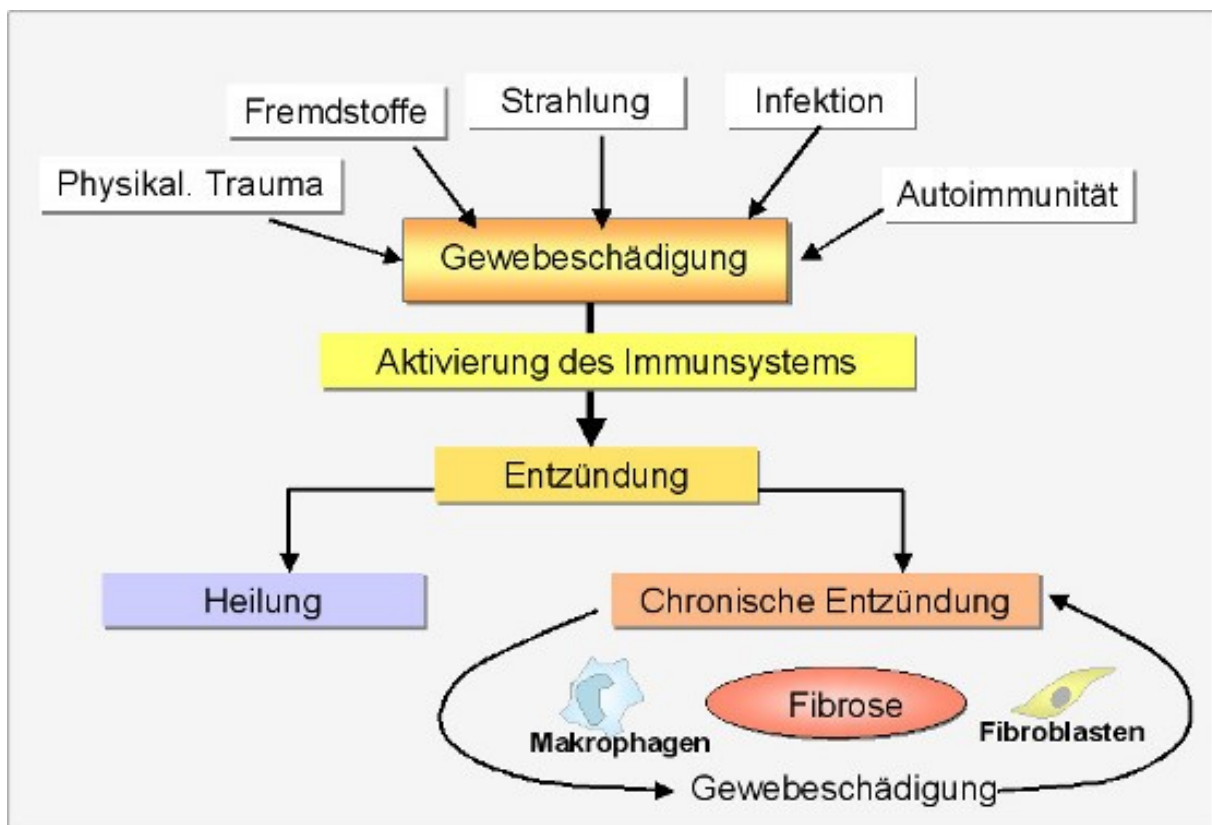 Fremdstoffe
Strahlung
Infektion
Physikal. Trauma
Autoimmunität
Gewebeschädigung
Aktivierung des Immunsystems
Entzündung
Heilung
Chronische Entzündung
Makrophagen
Fibrose
Fibroblasten
Gewebeschädigung